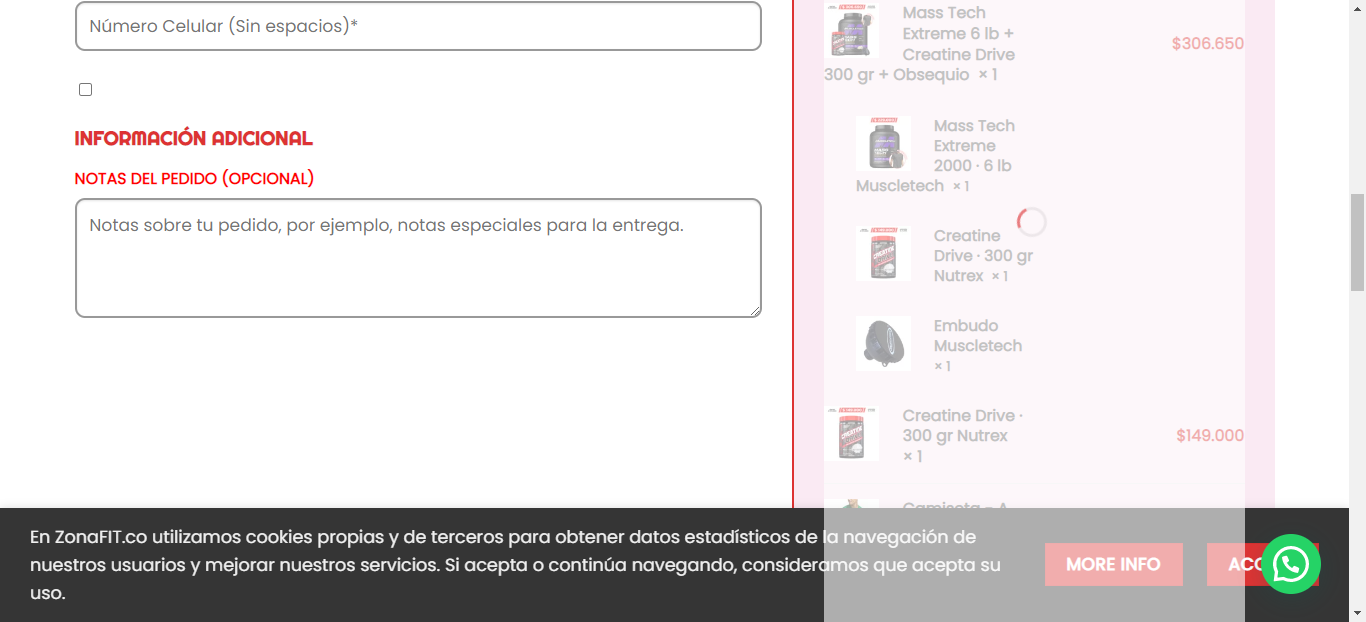 Número Celular (Sin espacios)*
INFORMACIÓN ADICIONAL
NOTAS DEL PEDIDO (OPCIONAL)
Notas sobre tu pedido, por ejemplo, notas especiales para la entrega.
Mass Tech
Extreme 6 lb +
Creatine Drive
300 gr + Obsequio × 1
$306.650
Mass Tech
Extreme
2000 · 6 lb
Muscletech × 1
Creatine
Drive · 300 gr
Nutrex × 1
Embudo
Muscletech
× 1
Creatine Drive ·
300 gr Nutrex
× 1
$149.000
Camiseta - A
En ZonaFIT.co utilizamos cookies propias y de terceros para obtener datos estadísticos de la navegación de
nuestros usuarios y mejorar nuestros servicios. Si acepta o continúa navegando, consideramos que acepta su
uso.
MORE INFO